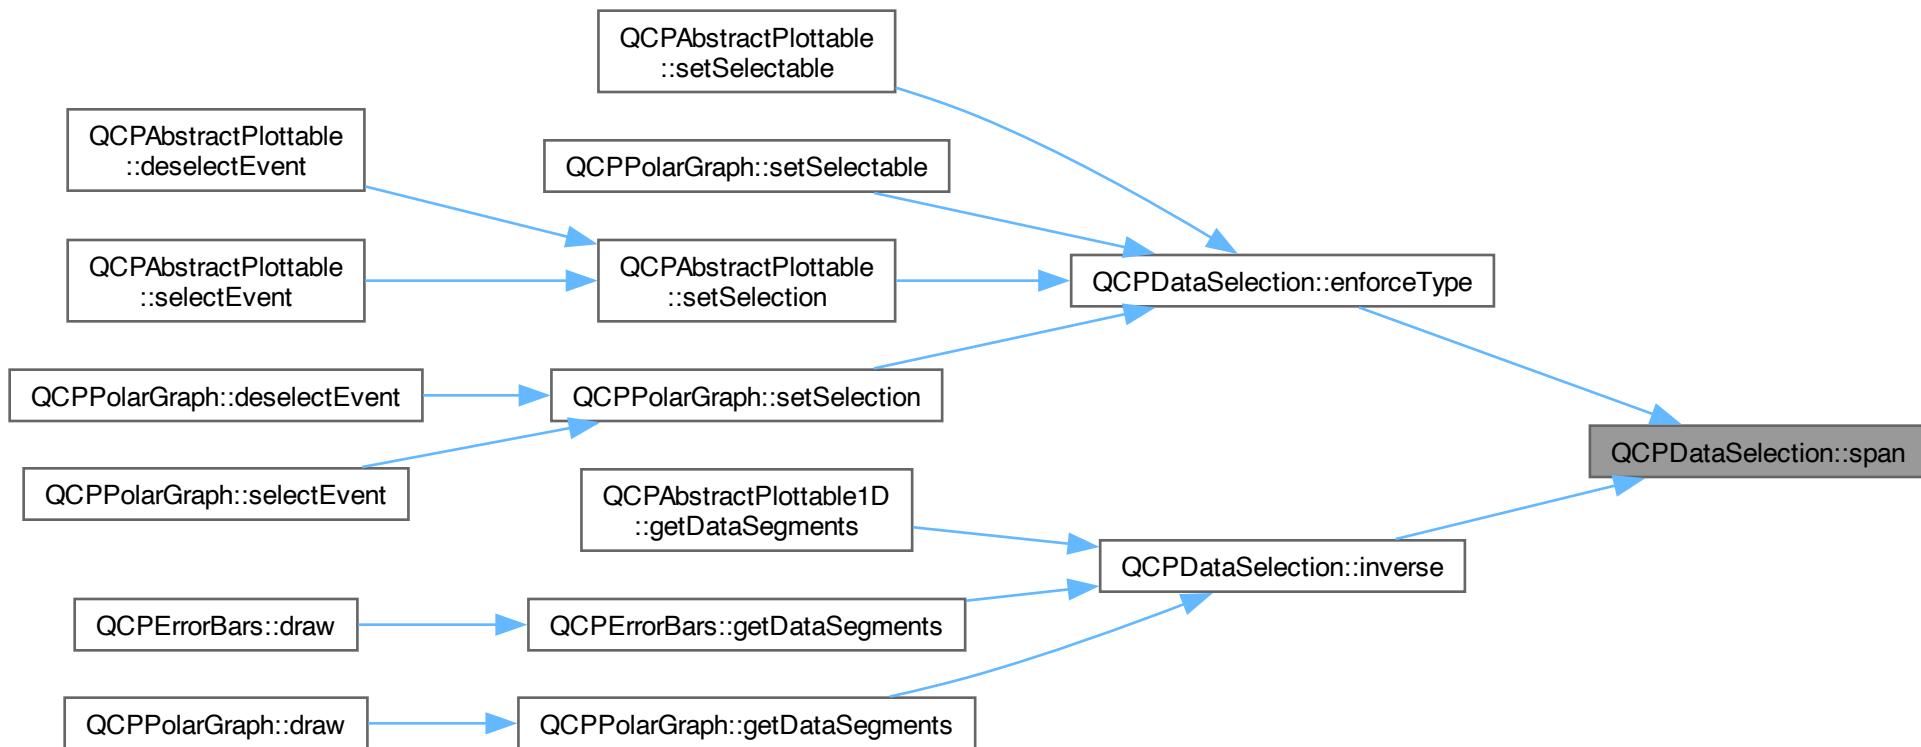 QCPAbstractPlottable
::setSelectable
QCPAbstractPlottable
::deselectEvent
QCPPolarGraph::setSelectable
QCPAbstractPlottable
::selectEvent
QCPAbstractPlottable
::setSelection
QCPDataSelection::enforceType
QCPPolarGraph::deselectEvent
QCPPolarGraph::setSelection
QCPDataSelection::span
QCPPolarGraph::selectEvent
QCPAbstractPlottable1D
::getDataSegments
QCPDataSelection::inverse
QCPErrorBars::draw
QCPErrorBars::getDataSegments
QCPPolarGraph::draw
QCPPolarGraph::getDataSegments